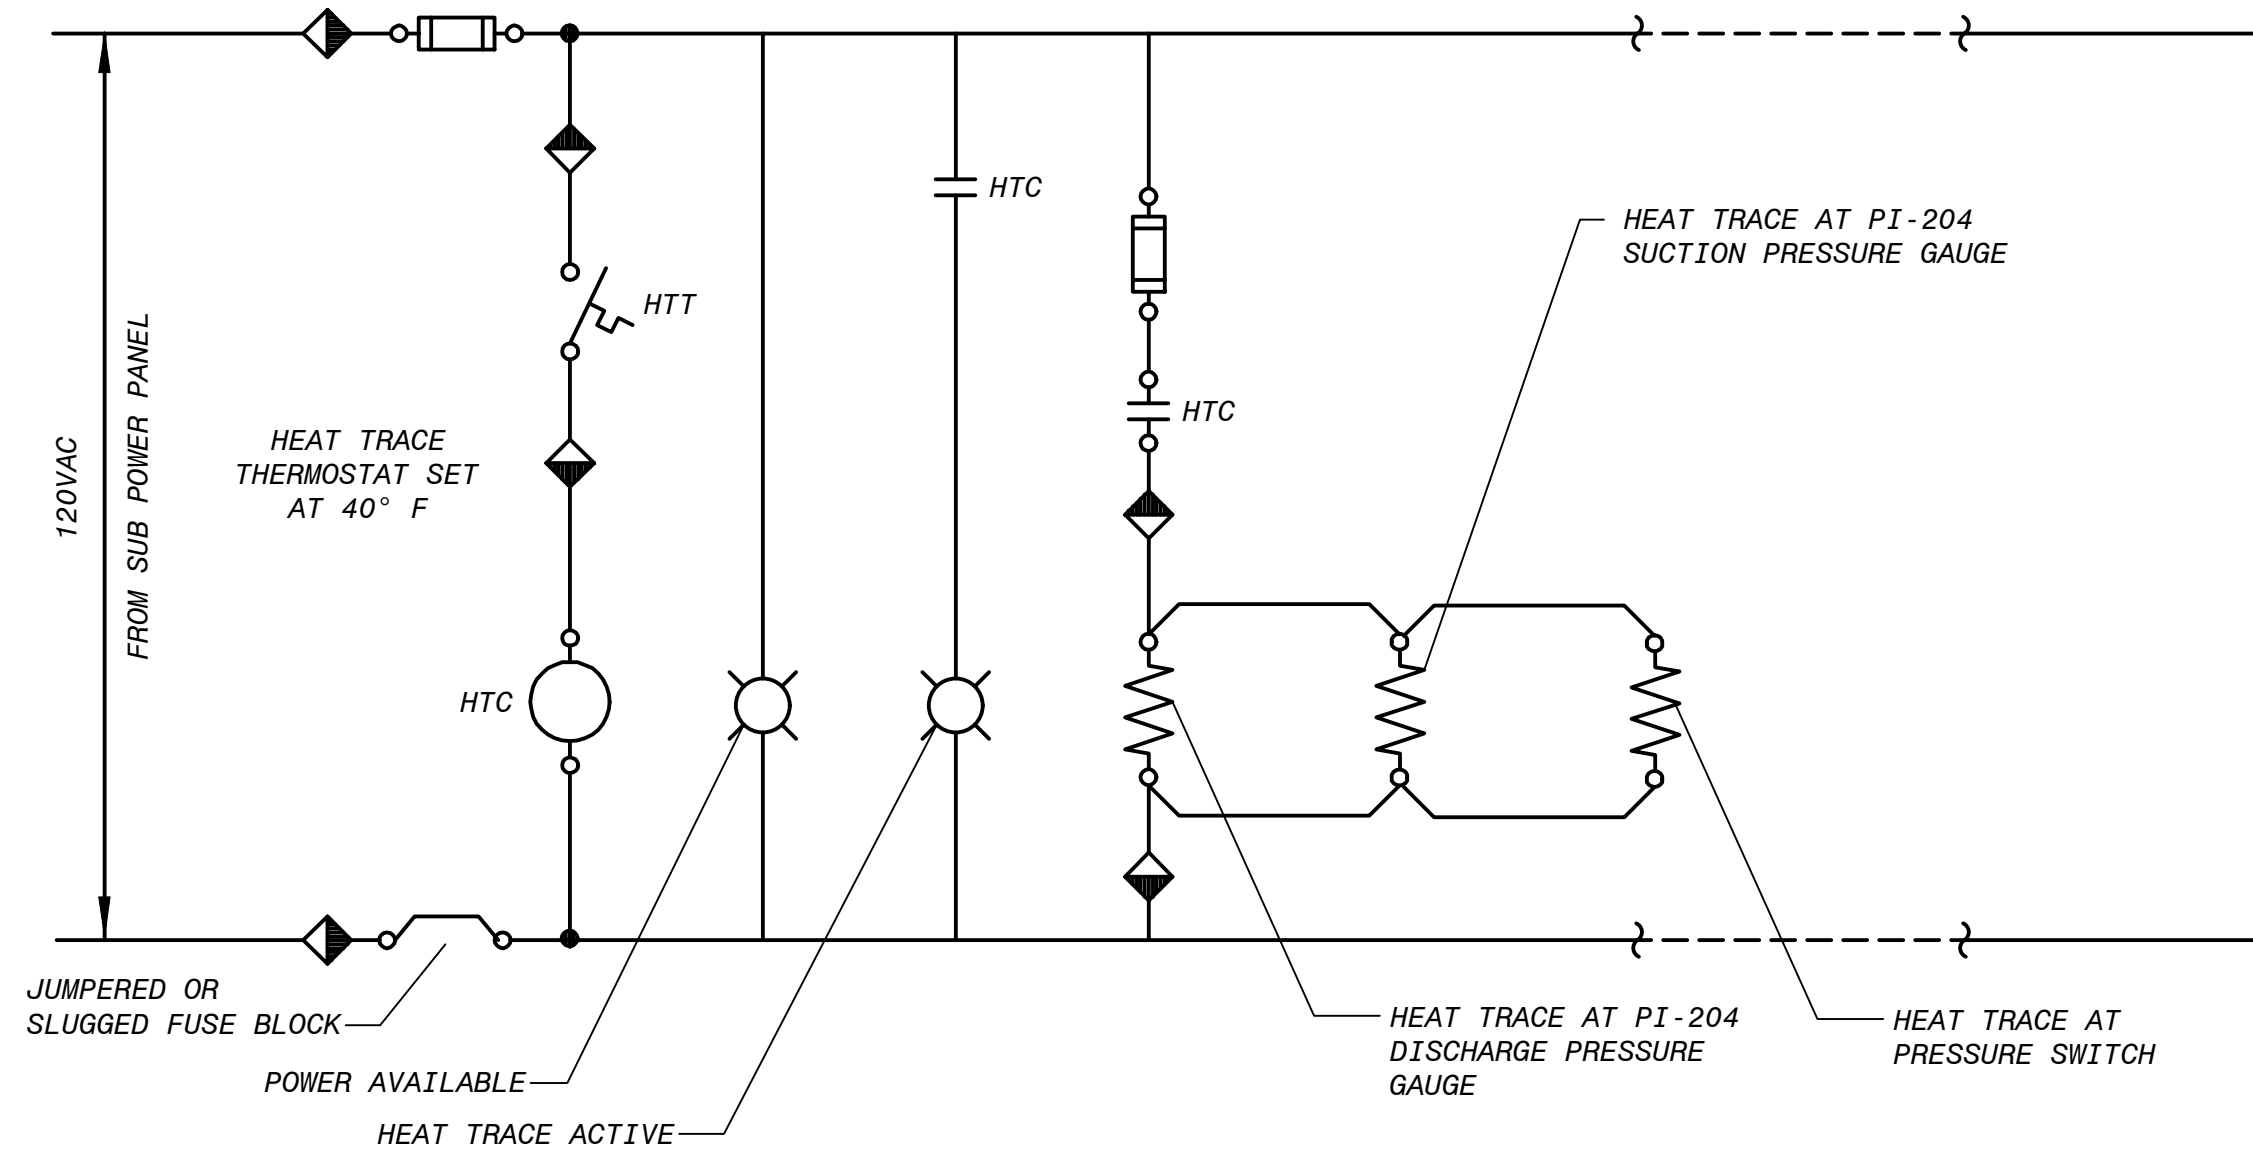 HTC
HEAT TRACE AT PI-204
SUCTION PRESSURE GAUGE
HTT
120VAC
FROM SUB POWER PANEL
HEAT TRACE
THERMOSTAT SET
AT 40° F
HTC
HTC
JUMPERED OR
SLUGGED FUSE BLOCK
POWER AVAILABLE
HEAT TRACE ACTIVE
HEAT TRACE AT PI-204
DISCHARGE PRESSURE
GAUGE
HEAT TRACE AT
PRESSURE SWITCH